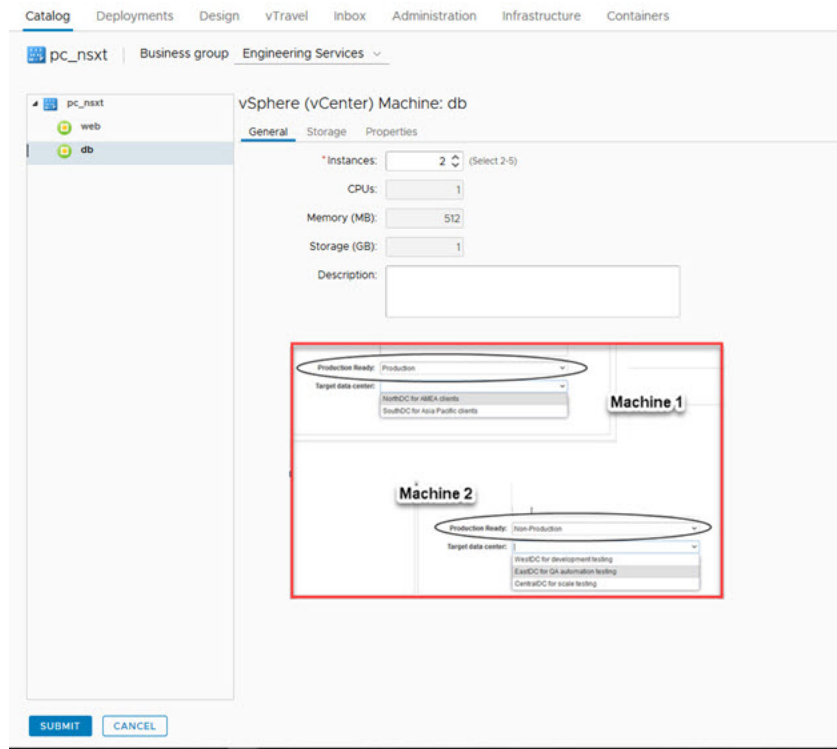 Catalog Deployments Design vTravel Inbox Administration Infrastructure Containers
pc_nsxt Business group Engineering Services
pc_nsxt
web
db
vSphere (vCenter) Machine: db
General Storage Properties
*Instances: 2 (Select 2-5)
CPUs: 1
Memory (MB): 512
Storage (GB): 1
Description:
Production Ready: Production
Target data center:
NorthDC for AMEA clients
SouthDC for Asia Pacific clients
Machine 1
Machine 2
Production Ready: Non-Production
Target data center:
WestDC for development testing
EastDC for QA automation testing
CentralDC for scale testing
SUBMIT CANCEL